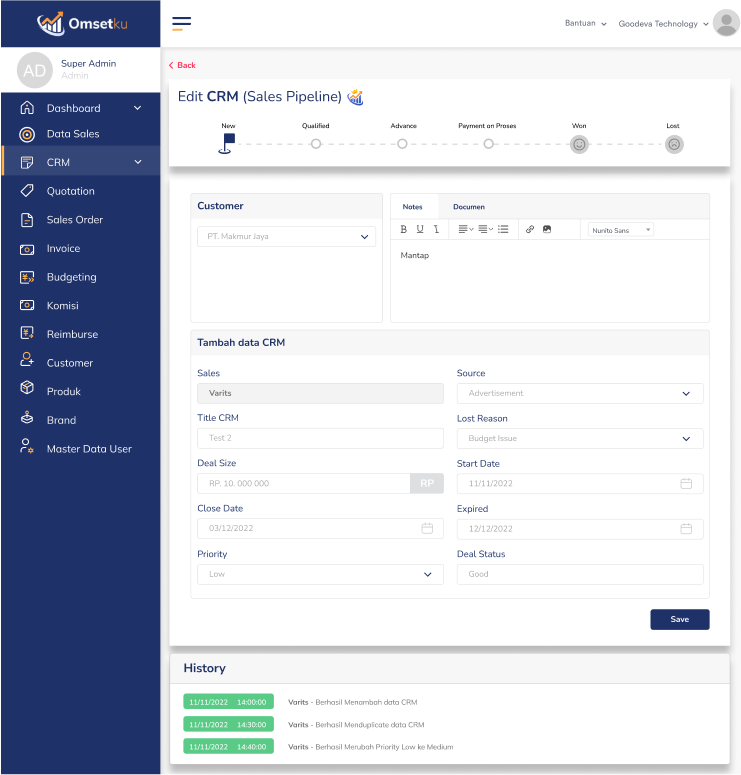 Omsetku
Bantuan
Goodeva Technology
AD
Super Admin
Admin
Dashboard
Data Sales
CRM
Quotation
Sales Order
Invoice
Budgeting
Komisi
Reimburse
Customer
Produk
Brand
Master Data User
Back
Edit CRM (Sales Pipeline)
New
Qualified
Advance
Payment on Proses
Won
Lost
Customer
PT. Makmur Jaya
Notes
Documen
B U I
Nunito Sans
Mantap
Tambah data CRM
Sales
Varits
Source
Advertisement
Title CRM
Test 2
Lost Reason
Budget Issue
Deal Size
RP. 10. 000 000
RP
Start Date
11/11/2022
Close Date
03/12/2022
Expired
12/12/2022
Priority
Low
Deal Status
Good
Save
History
11/11/2022 14:00:00 Varits - Berhasil Menambah data CRM
11/11/2022 14:30:00 Varits - Berhasil Menduplicate data CRM
11/11/2022 14:40:00 Varits - Berhasil Merubah Priority Low ke Medium